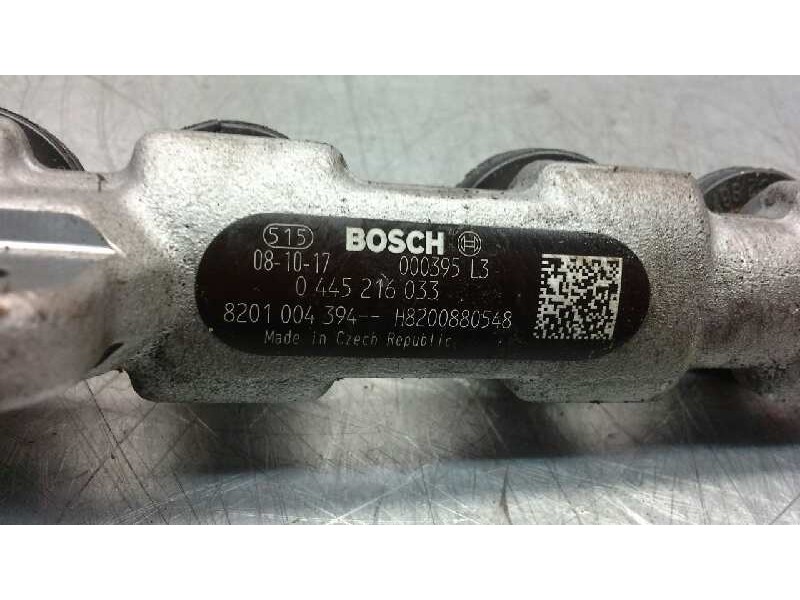 515 BOSCH
08-10-17 000395 L3
0 445 216 033
8201 004 394-- H8200880548
Made in Czech Republic